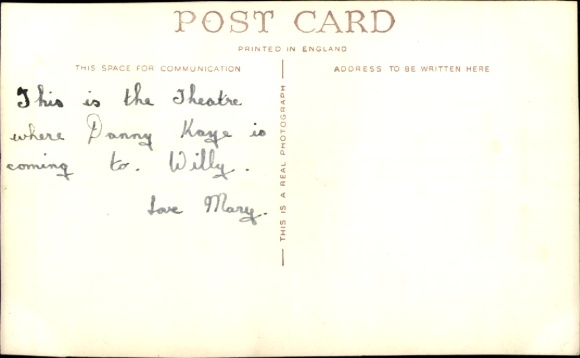 POST CARD
PRINTED IN ENGLAND
THIS SPACE FOR COMMUNICATION
ADDRESS TO BE WRITTEN HERE
This is the Theatre
where Danny Kaye is
coming to. Willy.
Love Mary.
THIS IS A REAL PHOTOGRAPH